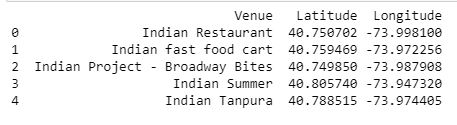 Venue Latitude Longitude
0 Indian Restaurant 40.750702 -73.998100
1 Indian fast food cart 40.759469 -73.972256
2 Indian Project - Broadway Bites 40.749850 -73.987908
3 Indian Summer 40.805740 -73.947320
4 Indian Tanpura 40.788515 -73.974405